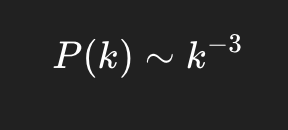 P(k) ∼ k⁻³